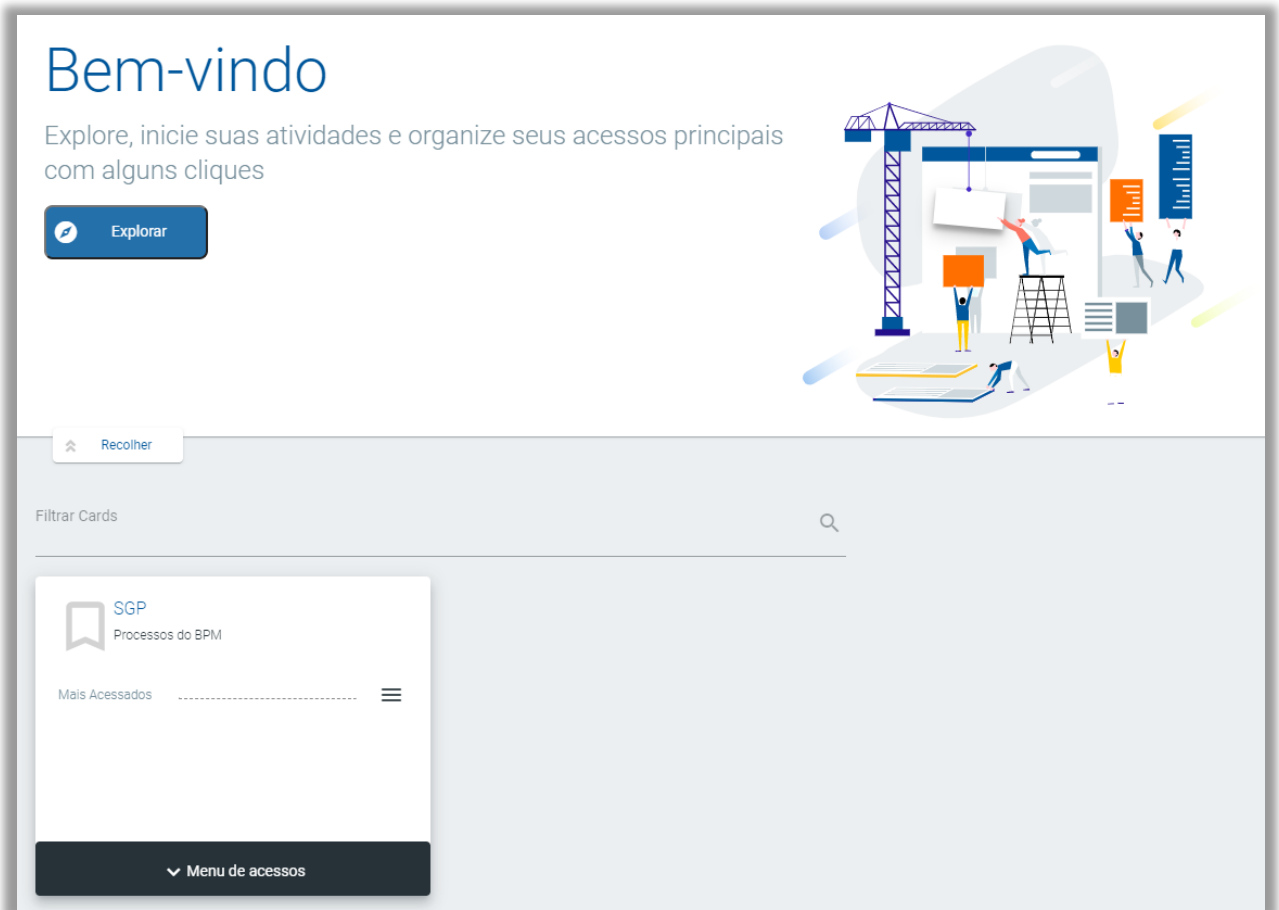 Bem-vindo
Explore, inicie suas atividades e organize seus acessos principais
com alguns cliques
Explorar
Recolher
Filtrar Cards
SGP
Processos do BPM
Mais Acessados
Menu de acessos